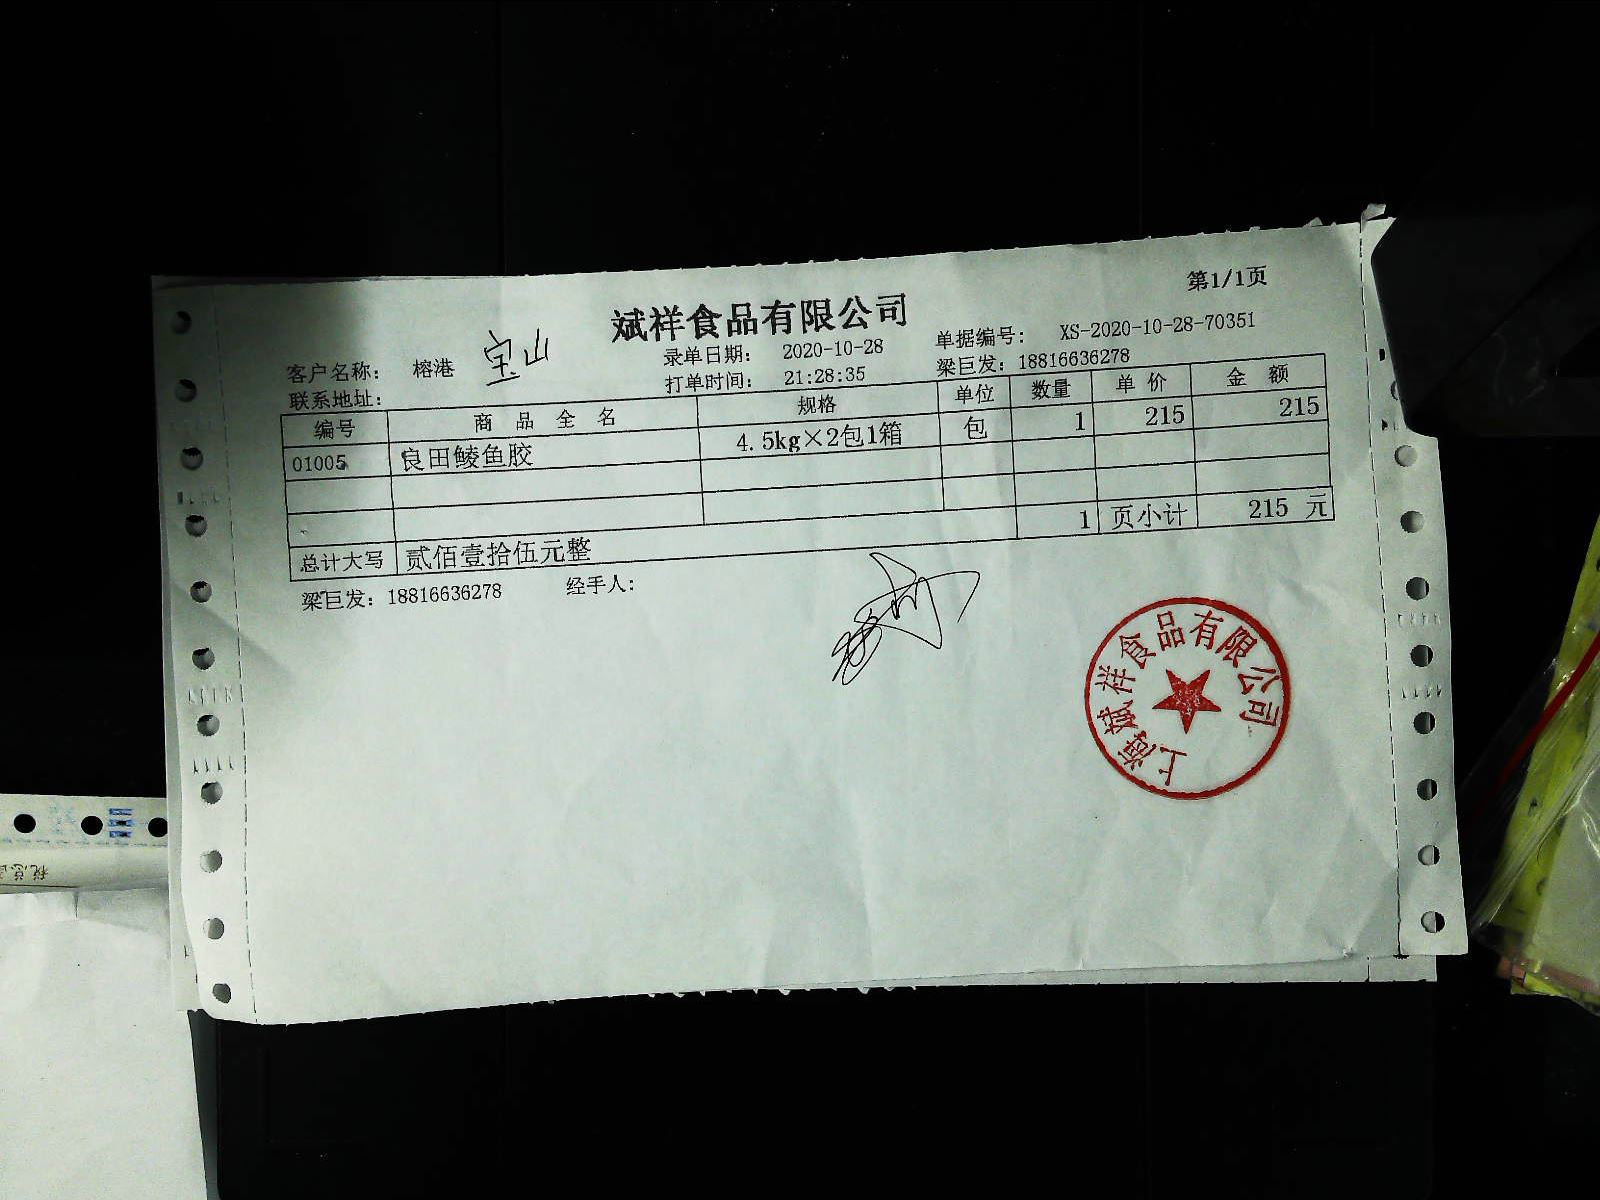 第1/1页
斌祥食品有限公司
客户名称： 榕港 宝山 录单日期： 2020-10-28 单据编号： XS-2020-10-28-70351
联系地址： 打单时间： 21:28:35 梁巨发：18816636278
编号 商 品 全 名 规格 单位 数量 单 价 金 额
01005 良田鲮鱼胶 4.5kg×2包1箱 包 1 215 215
1 页小计 215 元
总计大写 贰佰壹拾伍元整
梁巨发：18816636278 经手人:
上海斌祥食品有限公司